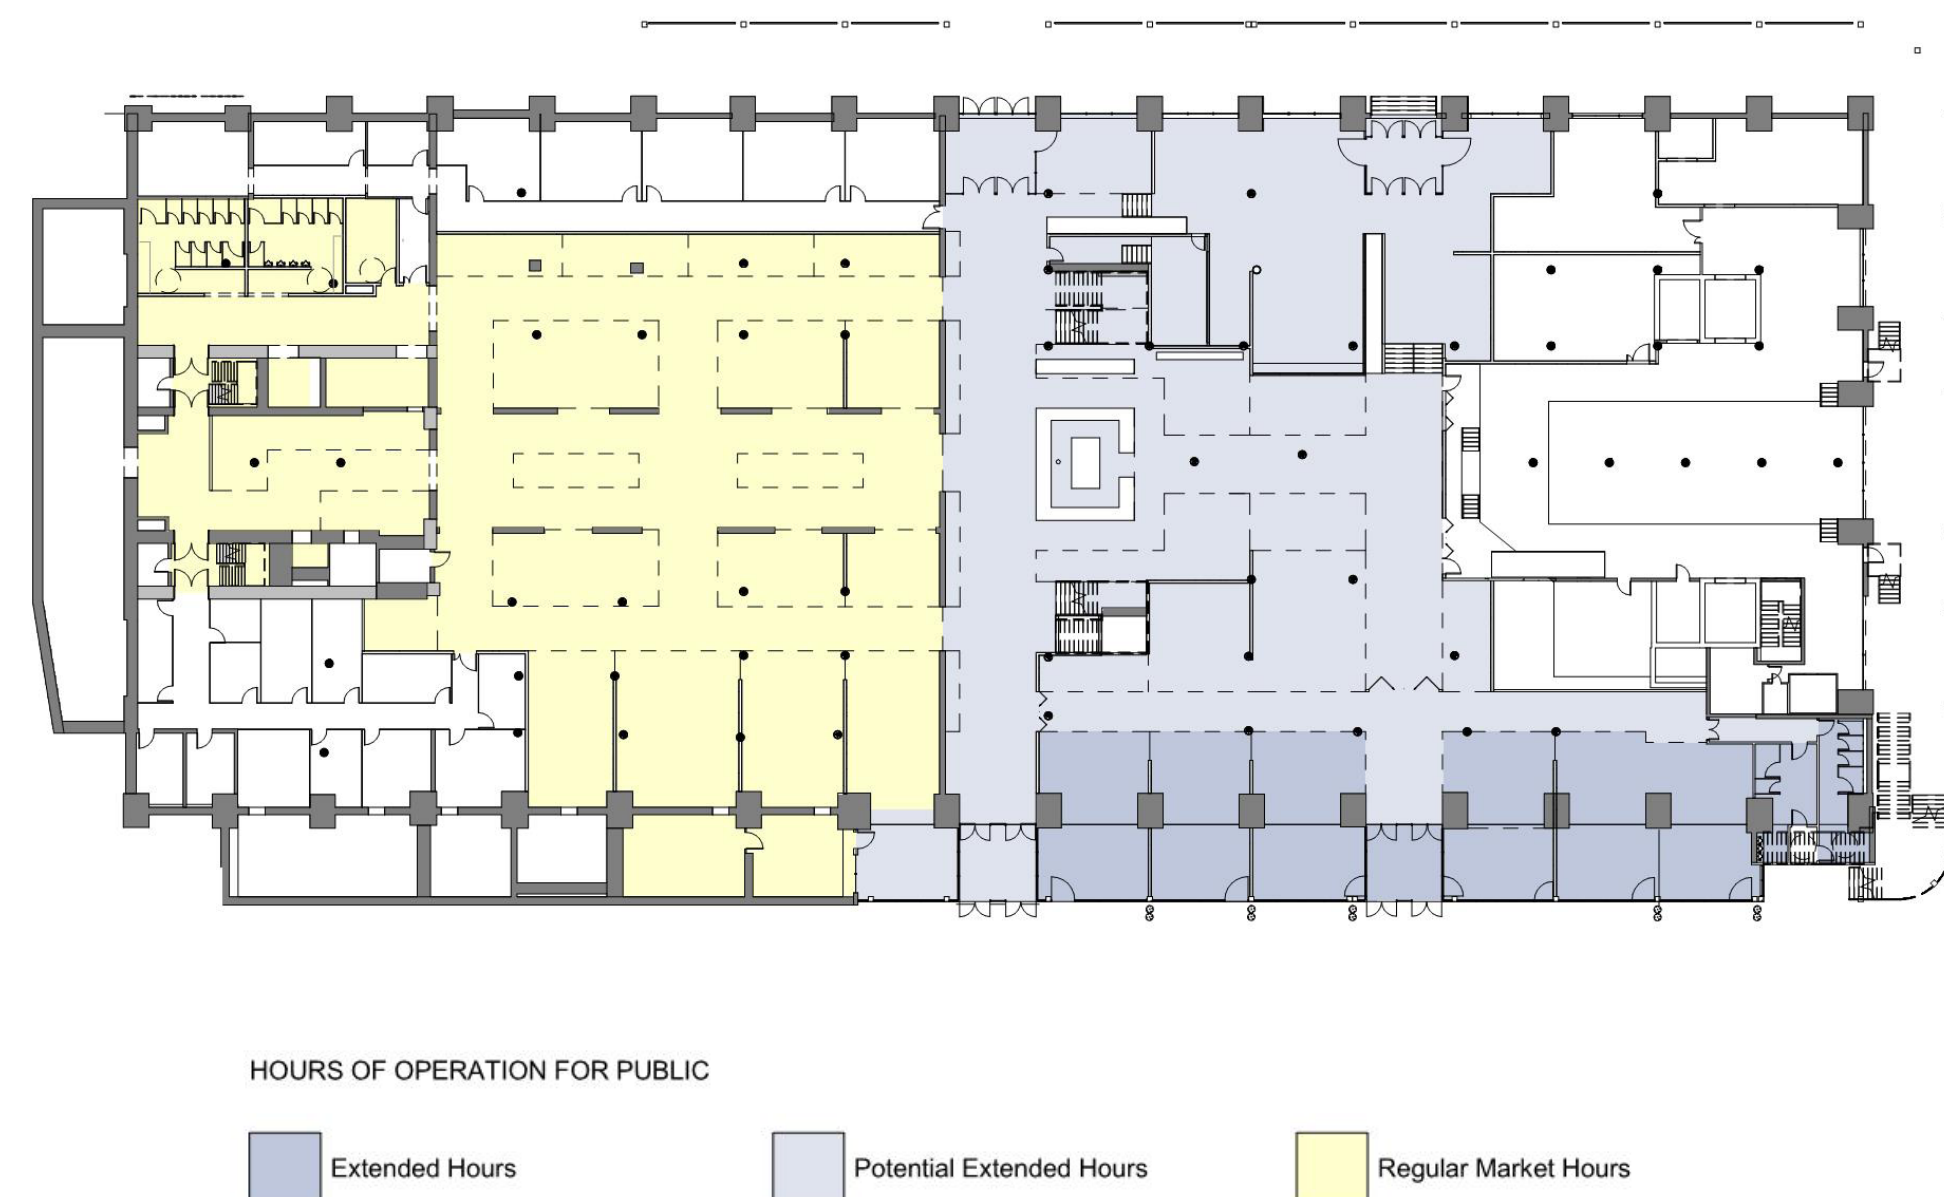 HOURS OF OPERATION FOR PUBLIC
Extended Hours
Potential Extended Hours
Regular Market Hours